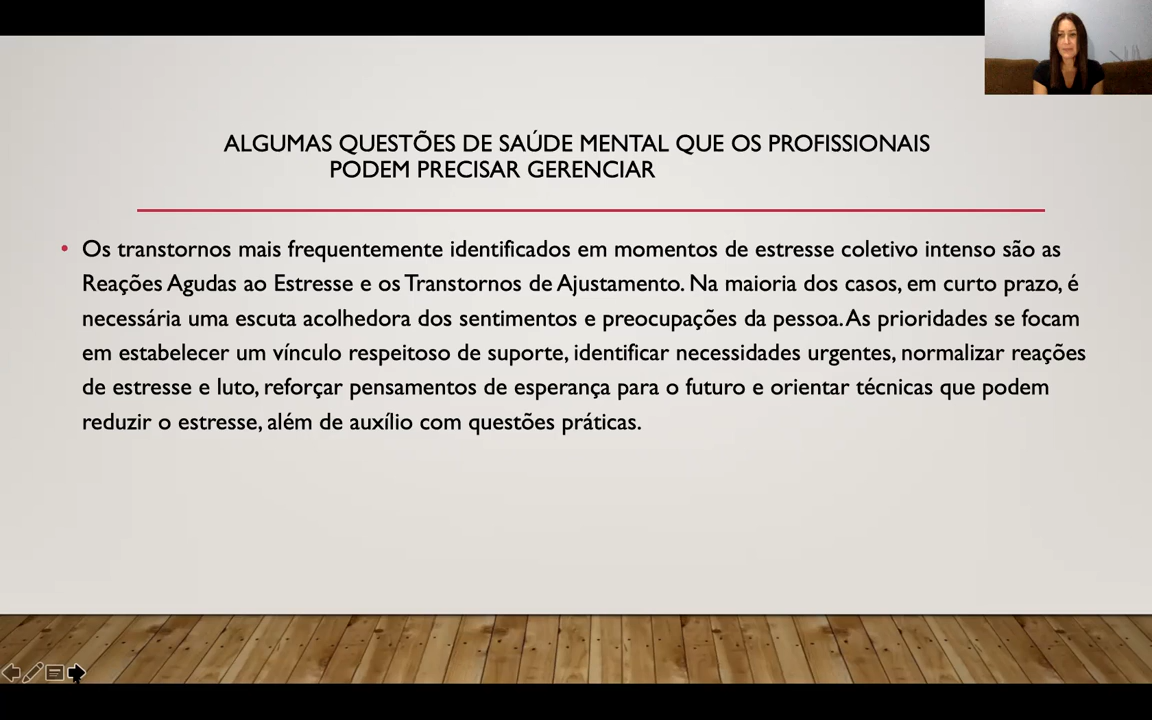 ALGUMAS QUESTÕES DE SAÚDE MENTAL QUE OS PROFISSIONAIS
PODEM PRECISAR GERENCIAR
• Os transtornos mais frequentemente identificados em momentos de estresse coletivo intenso são as
Reações Agudas ao Estresse e os Transtornos de Ajustamento. Na maioria dos casos, em curto prazo, é
necessária uma escuta acolhedora dos sentimentos e preocupações da pessoa. As prioridades se focam
em estabelecer um vínculo respeitoso de suporte, identificar necessidades urgentes, normalizar reações
de estresse e luto, reforçar pensamentos de esperança para o futuro e orientar técnicas que podem
reduzir o estresse, além de auxílio com questões práticas.